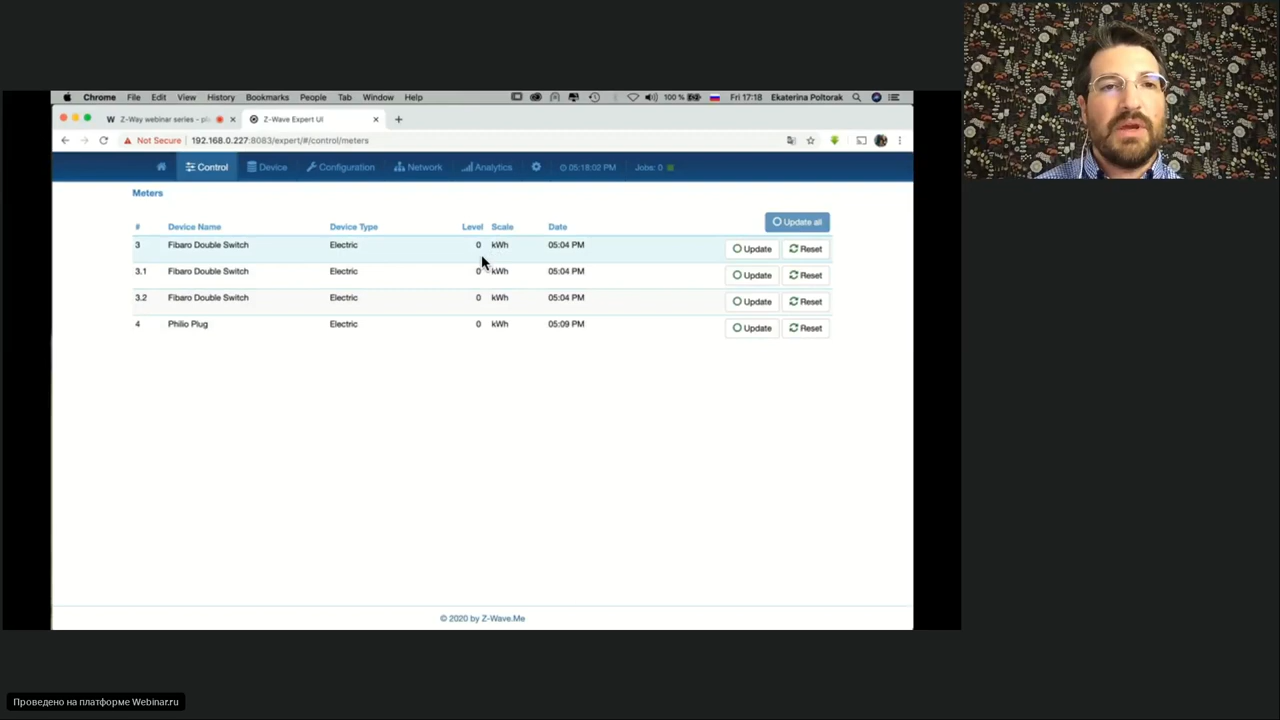 Chrome File Edit View History Bookmarks People Tab Window Help 100 % Fri 17:18 Ekaterina Poltorak
Z-Way webinar series - pl
Z-Wave Expert UI
Not Secure 192.168.0.227:8083/expert/#/control/meters
Control Device Configuration Network Analytics 05:18:02 PM Jobs: 0
Meters
Update all
# Device Name Device Type Level Scale Date
3 Fibaro Double Switch Electric 0 kWh 05:04 PM Update Reset
3.1 Fibaro Double Switch Electric 0 kWh 05:04 PM Update Reset
3.2 Fibaro Double Switch Electric 0 kWh 05:04 PM Update Reset
4 Philio Plug Electric 0 kWh 05:09 PM Update Reset
© 2020 by Z-Wave.Me
Проведено на платформе Webinar.ru